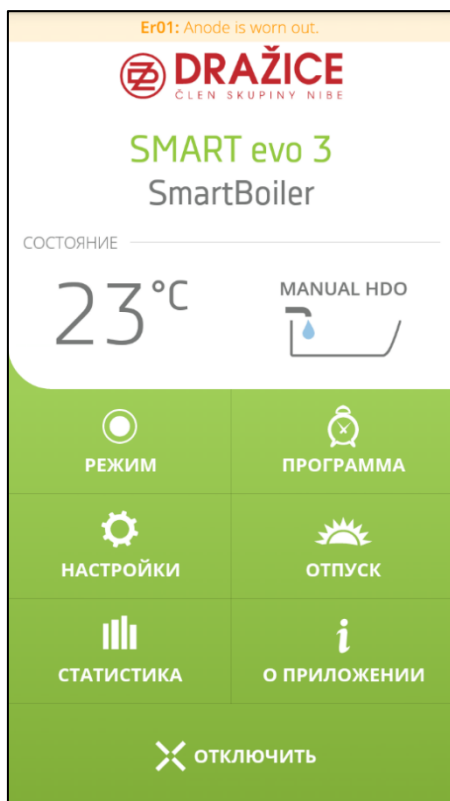 Er01: Anode is worn out.
DRAŽICE
ČLEN SKUPINY NIBE
SMART evo 3
SmartBoiler
СОСТОЯНИЕ
23°C
MANUAL HDO
РЕЖИМ
ПРОГРАММА
НАСТРОЙКИ
ОТПУСК
СТАТИСТИКА
О ПРИЛОЖЕНИИ
ОТКЛЮЧИТЬ